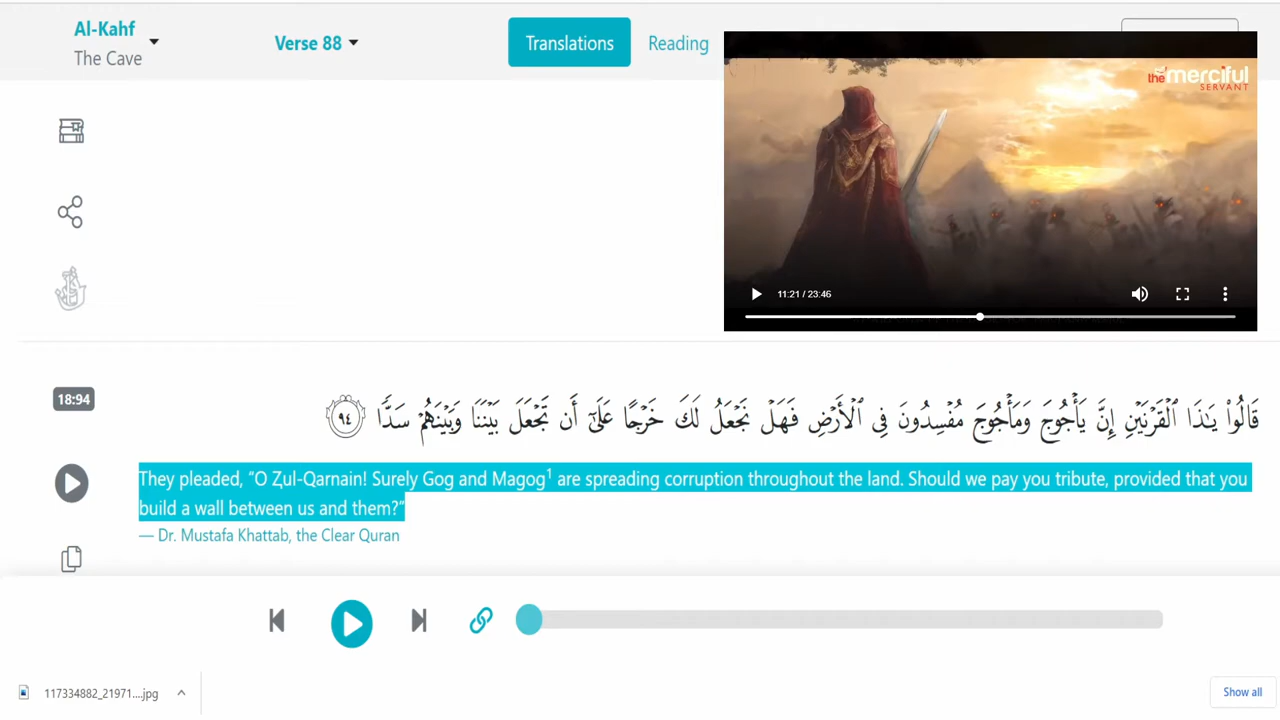 Al-Kahf
The Cave
Verse 88
Translations
Reading
the merciful
SERVANT
11:21 / 23:46
18:94
قَالُوا۟ يَـٰذَا ٱلْقَرْنَيْنِ إِنَّ يَأْجُوجَ وَمَأْجُوجَ مُفْسِدُونَ فِى ٱلْأَرْضِ فَهَلْ نَجْعَلُ لَكَ خَرْجًا عَلَىٰٓ أَن تَجْعَلَ بَيْنَنَا وَبَيْنَهُمْ سَدًّا ٩٤
They pleaded, “O Ⱬul-Qarnain! Surely Gog and Magog1 are spreading corruption throughout the land. Should we pay you tribute, provided that you
build a wall between us and them?”
— Dr. Mustafa Khattab, the Clear Quran
117334882_21971....jpg
Show all